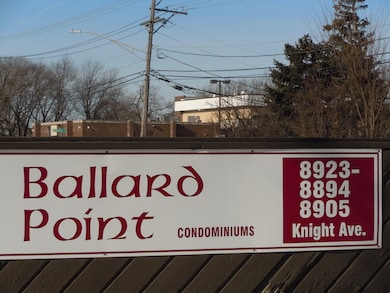 Ballard
Point CONDOMINIUMS
8923-
8894
8905
Knight Ave.